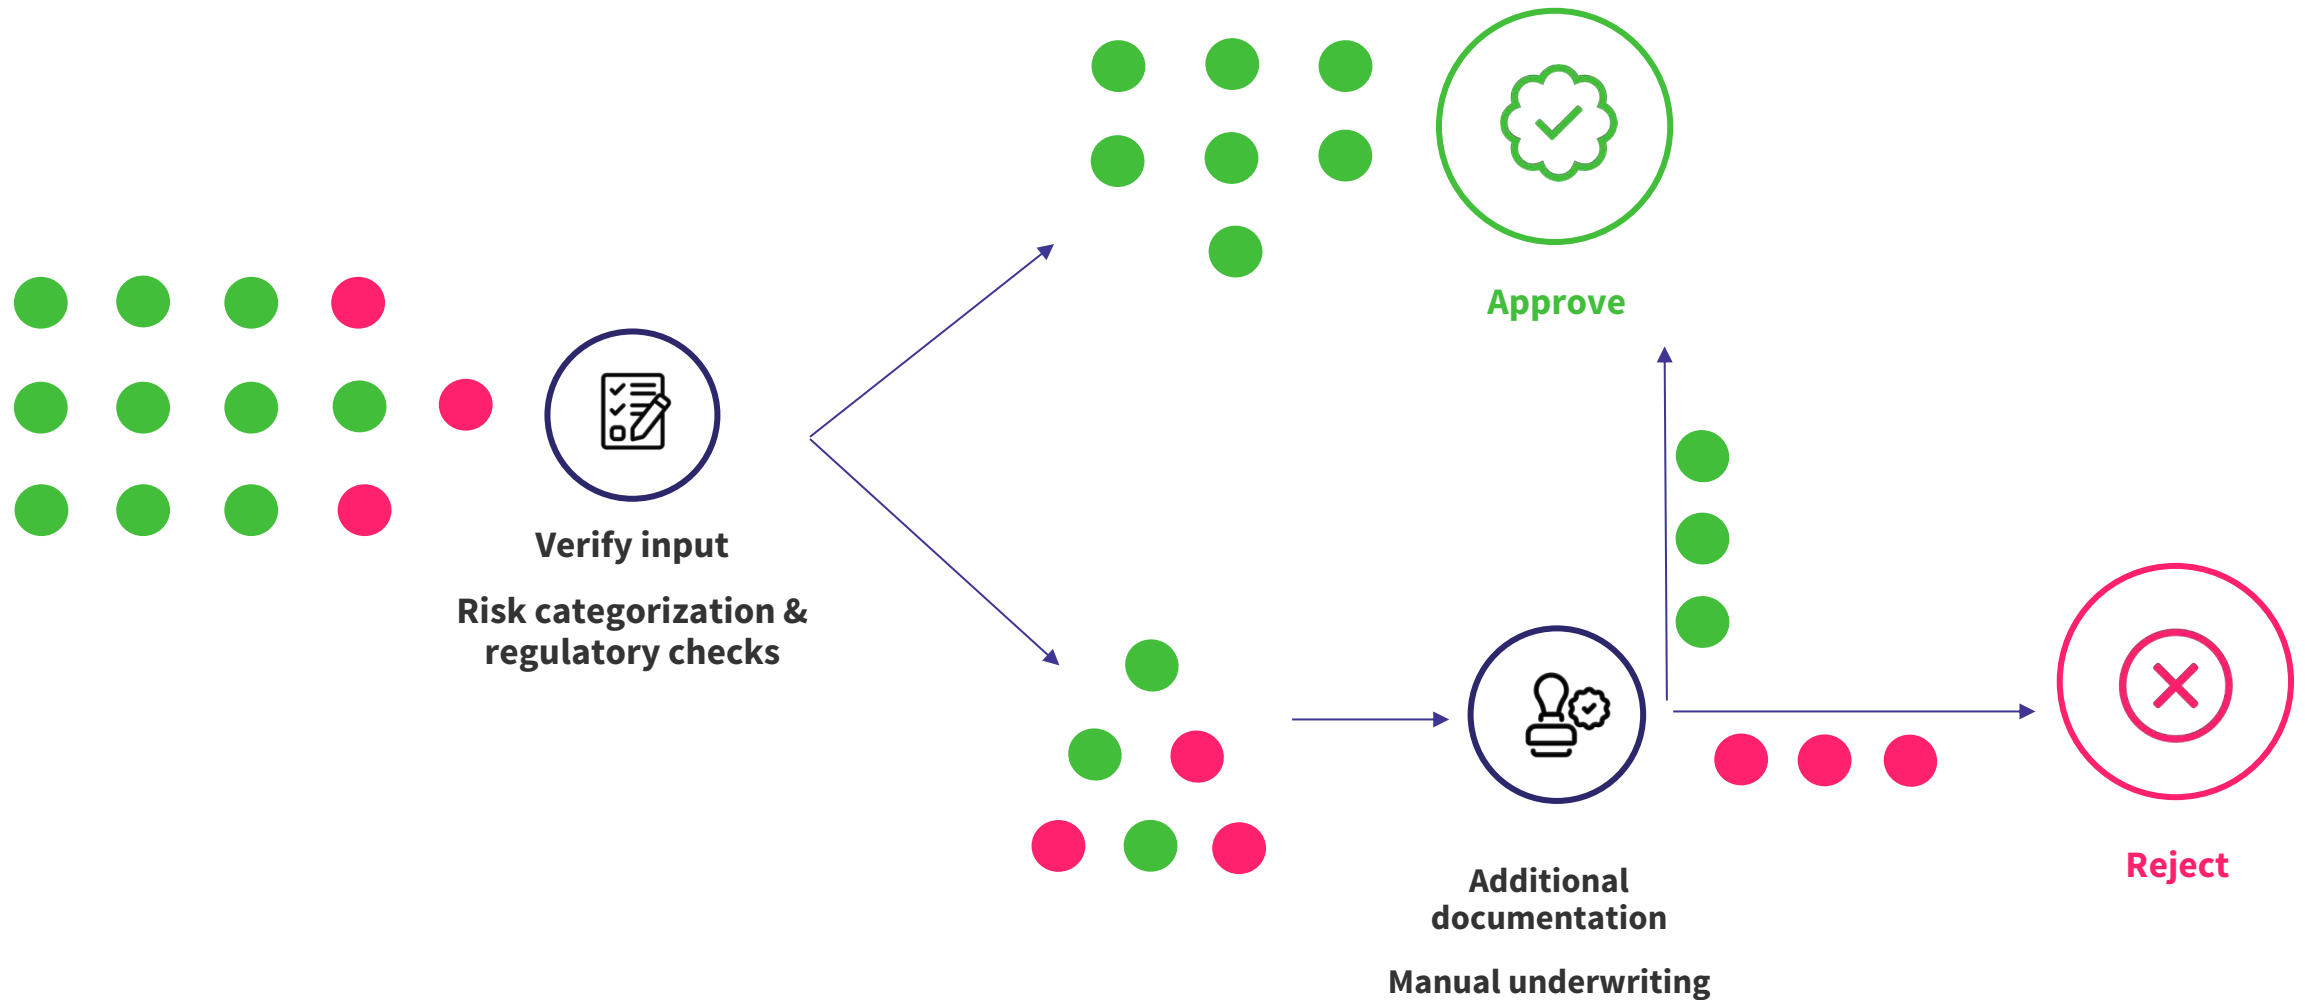 Approve
Verify input
Risk categorization &
regulatory checks
Reject
Additional
documentation
Manual underwriting